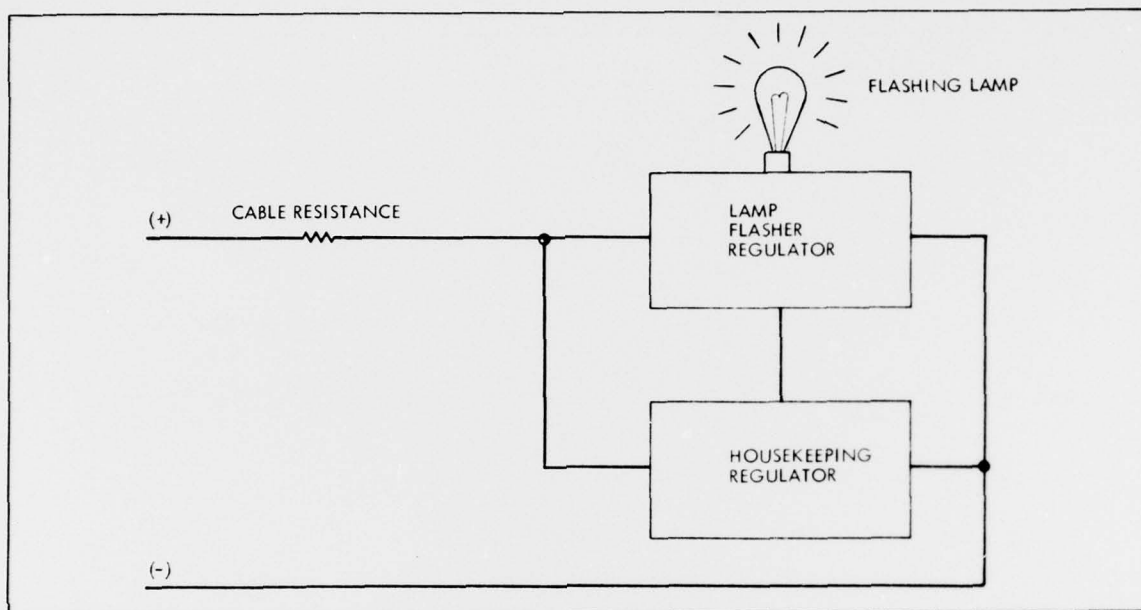 FLASHING LAMP
(+)
CABLE RESISTANCE
LAMP
FLASHER
REGULATOR
HOUSEKEEPING
REGULATOR
(-)